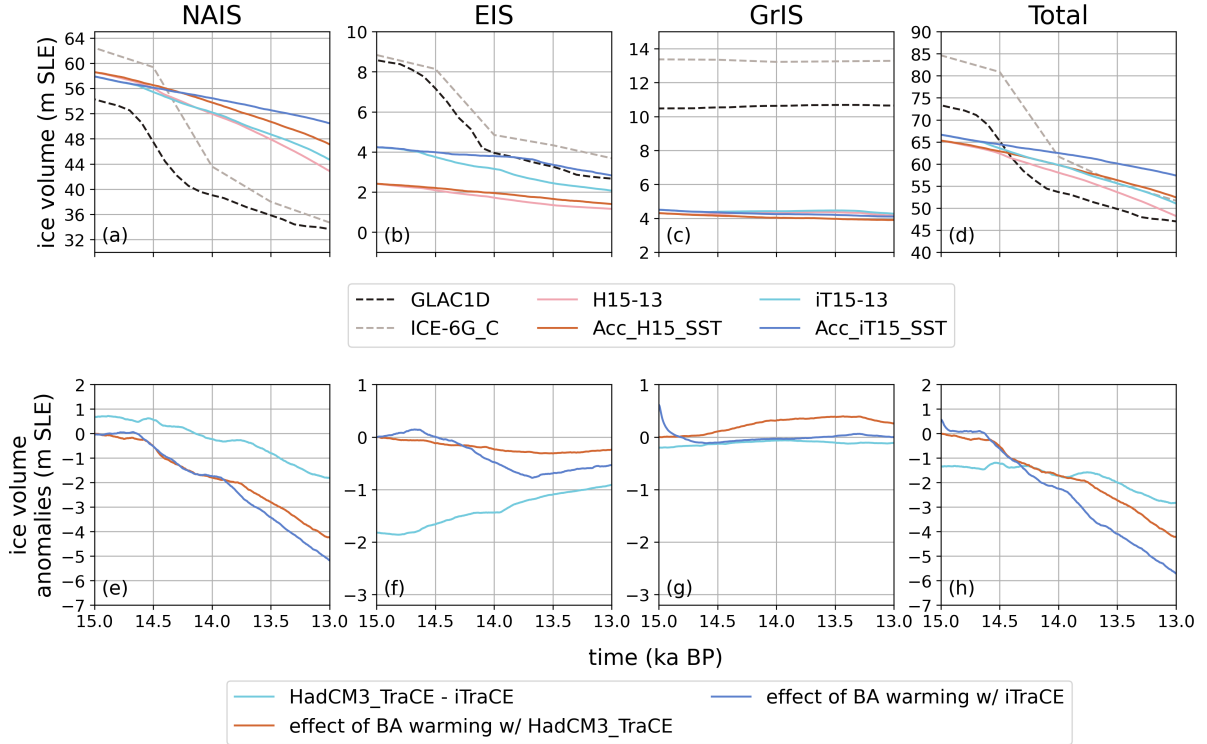 NAIS EIS GrIS Total
ice volume (m SLE)
64 60 56 52 48 44 40 36 32
(a)
10 8 6 4 2 0
(b)
14 12 10 8 6 4 2
(c)
90 85 80 75 70 65 60 55 50 45 40
(d)
GLAC1D H15-13 iT15-13
ICE-6G_C Acc_H15_SST Acc_iT15_SST
ice volume
anomalies (m SLE)
2 1 0 −1 −2 −3 −4 −5 −6 −7
(e)
1 0 −1 −2 −3
(f)
1 0 −1 −2 −3
(g)
2 1 0 −1 −2 −3 −4 −5 −6 −7
(h)
15.0 14.5 14.0 13.5 13.0 15.0 14.5 14.0 13.5 13.0 15.0 14.5 14.0 13.5 13.0 15.0 14.5 14.0 13.5 13.0
time (ka BP)
HadCM3_TraCE - iTraCE effect of BA warming w/ iTraCE
effect of BA warming w/ HadCM3_TraCE